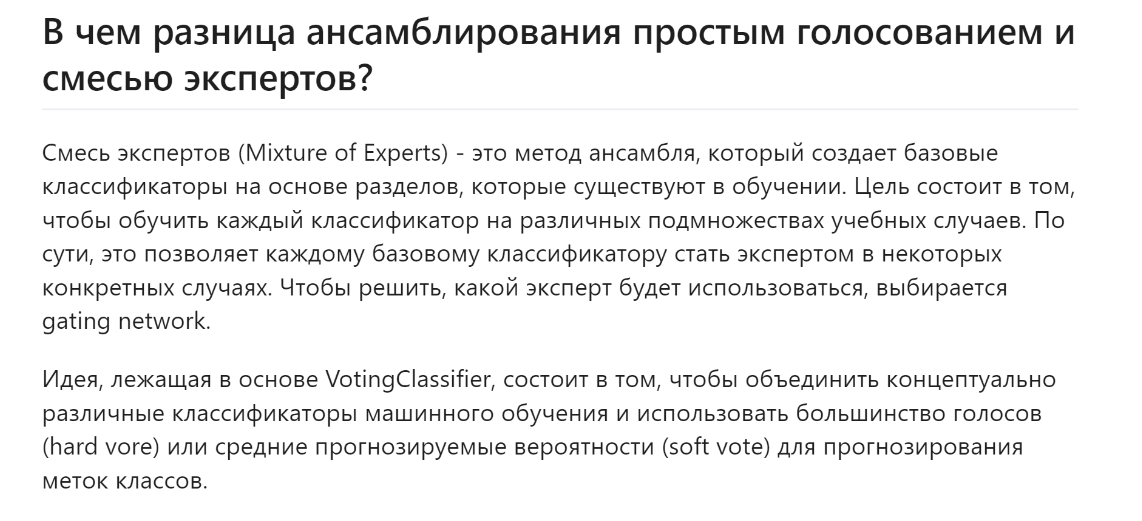 В чем разница ансамблирования простым голосованием и
смесью экспертов?
Смесь экспертов (Mixture of Experts) - это метод ансамбля, который создает базовые
классификаторы на основе разделов, которые существуют в обучении. Цель состоит в том,
чтобы обучить каждый классификатор на различных подмножествах учебных случаев. По
сути, это позволяет каждому базовому классификатору стать экспертом в некоторых
конкретных случаях. Чтобы решить, какой эксперт будет использоваться, выбирается
gating network.
Идея, лежащая в основе VotingClassifier, состоит в том, чтобы объединить концептуально
различные классификаторы машинного обучения и использовать большинство голосов
(hard vore) или средние прогнозируемые вероятности (soft vote) для прогнозирования
меток классов.